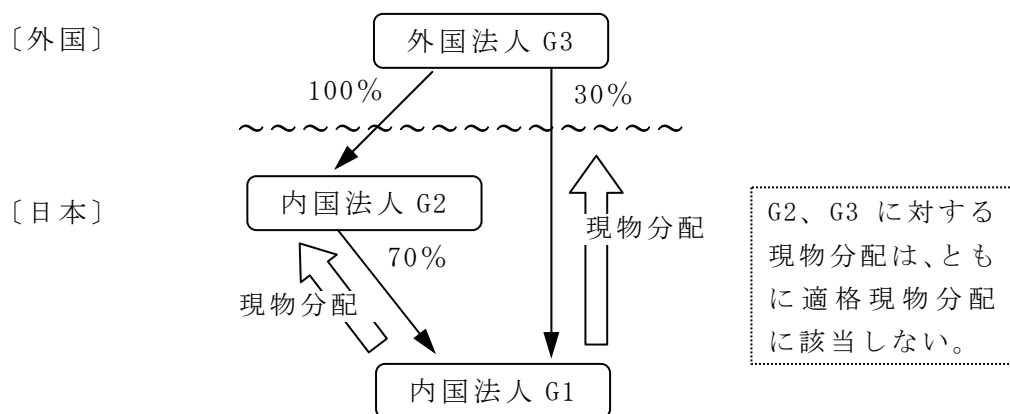 〔外国〕
外国法人 G3
100%
30%
〔日本〕
内国法人 G2
70%
現物分配
現物分配
内国法人 G1
G2、G3 に対する
現物分配は、とも
に適格現物分配
に該当しない。